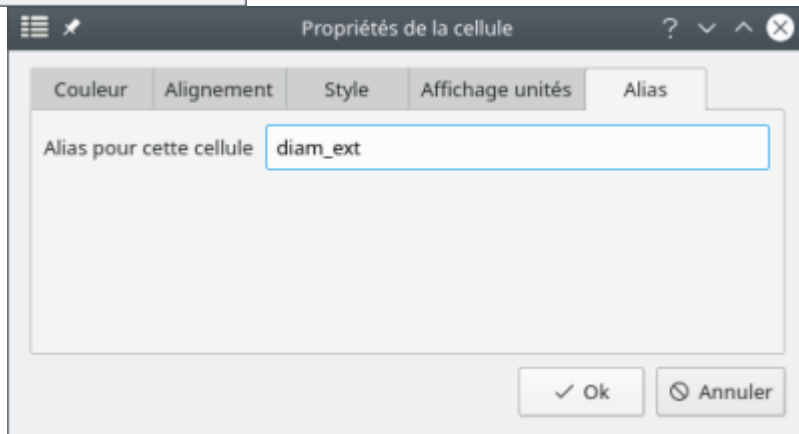 Propriétés de la cellule
Couleur Alignement Style Affichage unités Alias
Alias pour cette cellule diam_ext
Ok Annuler